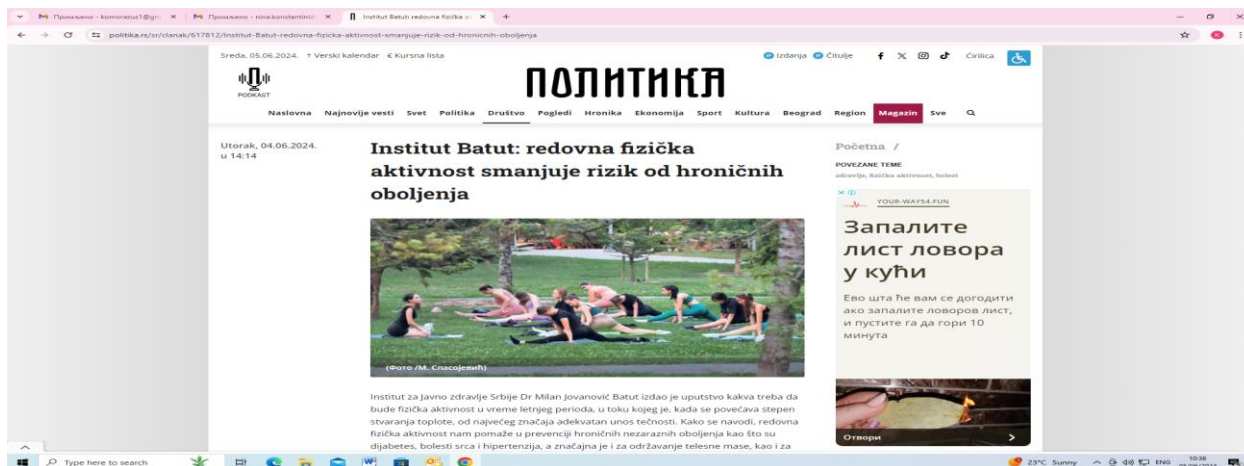 Примљено - komorazus1@gm
Institut Batut: redovna fizička
politika.rs/sr/clanak/617812/Institut-Batut-redovna-fizicka-aktivnost-smanjuje-rizik-od-hronicnih-oboljenja
Sreda, 05.06.2024. † Verski kalendar € Kursna lista
Izdanja Čitulje Ćirilica
PODKAST
ПОЛИТИКА
Naslovna Najnovije vesti Svet Politika Društvo Pogledi Hronika Ekonomija Sport Kultura Beograd Region Magazin Sve
Utorak, 04.06.2024.
u 14:14
Institut Batut: redovna fizička
aktivnost smanjuje rizik od hroničnih
oboljenja
(Фото /М. Спасојевић)
Institut za Javno zdravlje Srbije Dr Milan Jovanović Batut izdao je uputstvo kakva treba da
bude fizička aktivnost u vreme letnjeg perioda, u toku kojeg je, kada se povećava stepen
stvaranja toplote, od najvećeg značaja adekvatan unos tečnosti. Kako se navodi, redovna
fizička aktivnost nam pomaže u prevenciji hroničnih nezaraznih oboljenja kao što su
dijabetes, bolesti srca i hipertenzija, a značajna je i za održavanje telesne mase, kao i za
Početna /
POVEZANE TEME
zdravlje, fizička aktivnost, bolest
YOUR-WAY54.FUN
Запалите
лист ловора
у кући
Ево шта ће вам се догодити
ако запалите ловоров лист,
и пустите га да гори 10
минута
Отвори
Type here to search
23°C Sunny ENG 10:36